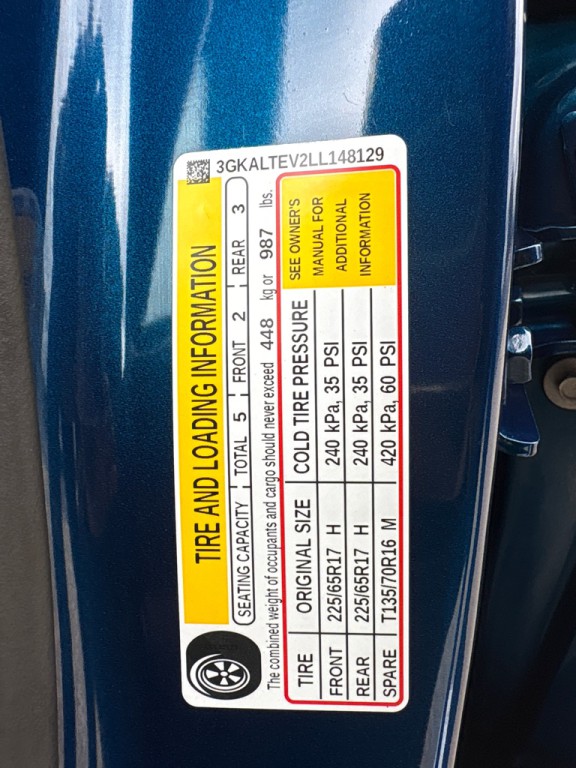 3GKALTEV2LL148129
TIRE AND LOADING INFORMATION
SEATING CAPACITY ¦ TOTAL 5 ¦ FRONT 2 ¦ REAR 3
The combined weight of occupants and cargo should never exceed 448 kg or 987 lbs.
TIRE ORIGINAL SIZE COLD TIRE PRESSURE
FRONT 225/65R17 H 240 kPa, 35 PSI
REAR 225/65R17 H 240 kPa, 35 PSI
SPARE T135/70R16 M 420 kPa, 60 PSI
SEE OWNER'S
MANUAL FOR
ADDITIONAL
INFORMATION